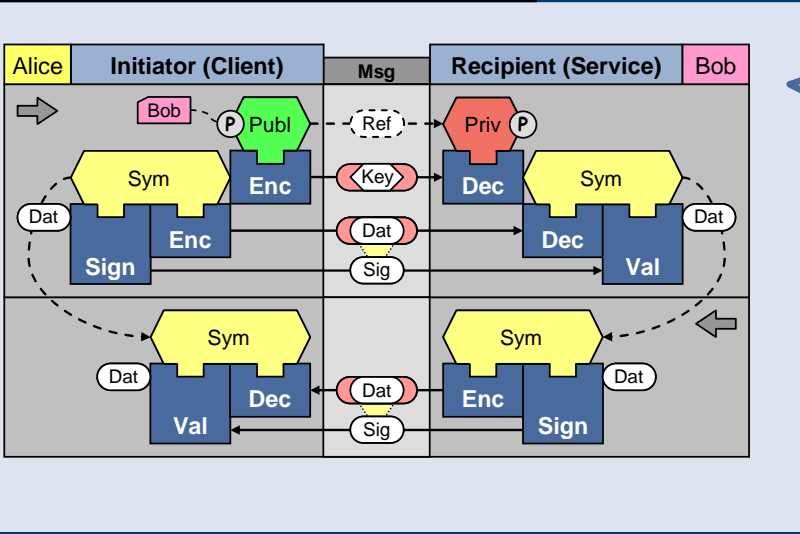 Alice Initiator (Client) Msg Recipient (Service) Bob
Bob P Publ Ref Priv P
Sym Enc Key Dec Sym
Dat Enc Dat Dec Dat
Sign Sig Val
Sym Sym
Dat Dec Dat Enc Dat
Val Sig Sign